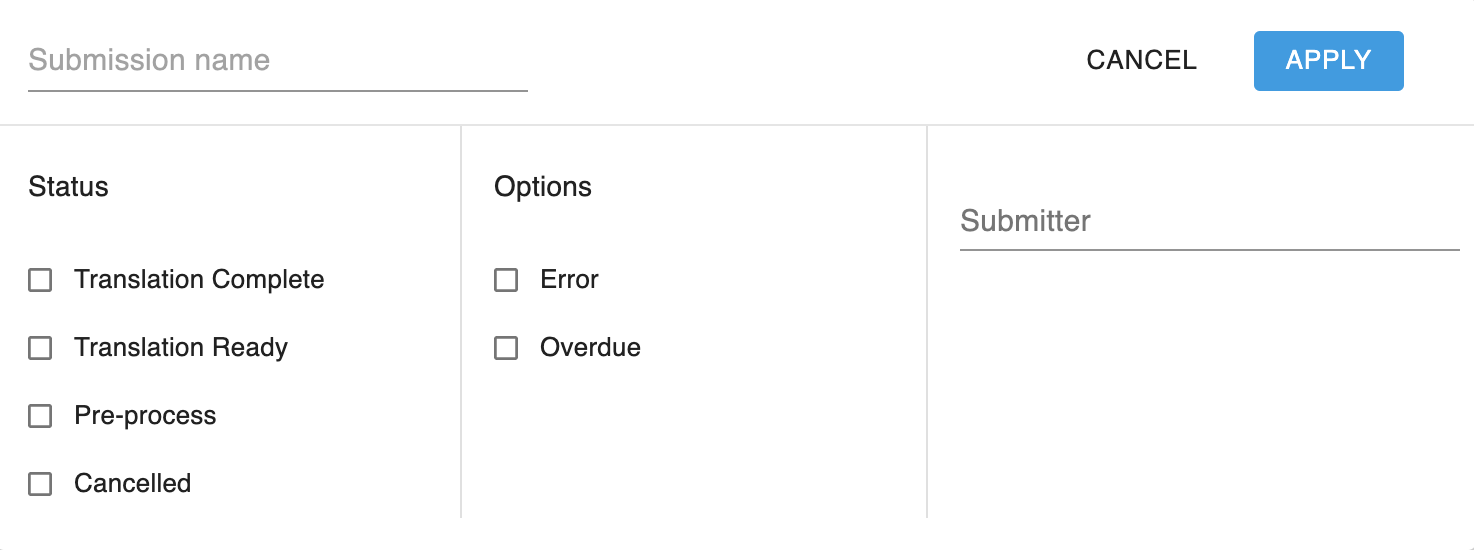 Submission name
CANCEL
APPLY
Status
Translation Complete
Translation Ready
Pre-process
Cancelled
Options
Error
Overdue
Submitter